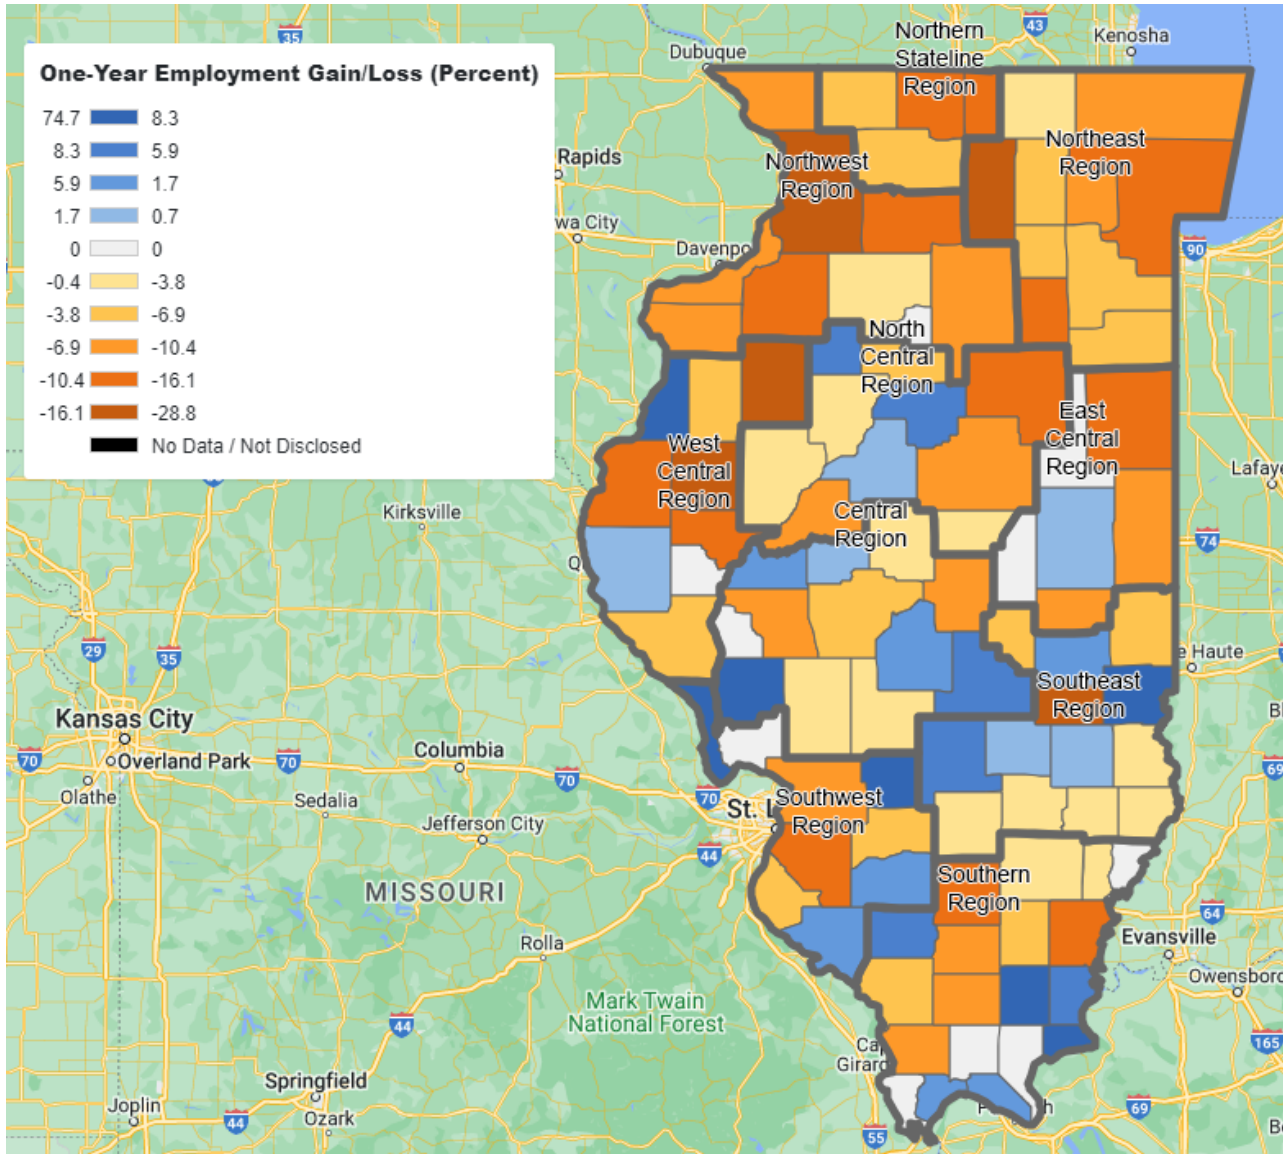 One-Year Employment Gain/Loss (Percent)
74.7 8.3
8.3 5.9
5.9 1.7
1.7 0.7
0 0
-0.4 -3.8
-3.8 -6.9
-6.9 -10.4
-10.4 -16.1
-16.1 -28.8
No Data / Not Disclosed
35
43
Kenosha
Dubuque
Northern
Stateline
Region
Northeast
Region
Northwest
Region
Rapids
wa City
Davenpo
90
North
Central
Region
East
Central
Region
West
Central
Region
Lafaye
Kirksville
Central
Region
Q
74
29
35
e Haute
Southeast
Region
Kansas City
Columbia
70
70
70
70
Overland Park
Olathe
Sedalia
Jefferson City
St. L
Southwest
Region
69
44
MISSOURI
Southern
Region
64
Evansville
Rolla
Owensboro
Mark Twain
National Forest
44
Ca
Girard
165
Springfield
Joplin
Ozark
44
P
h
69
55
B